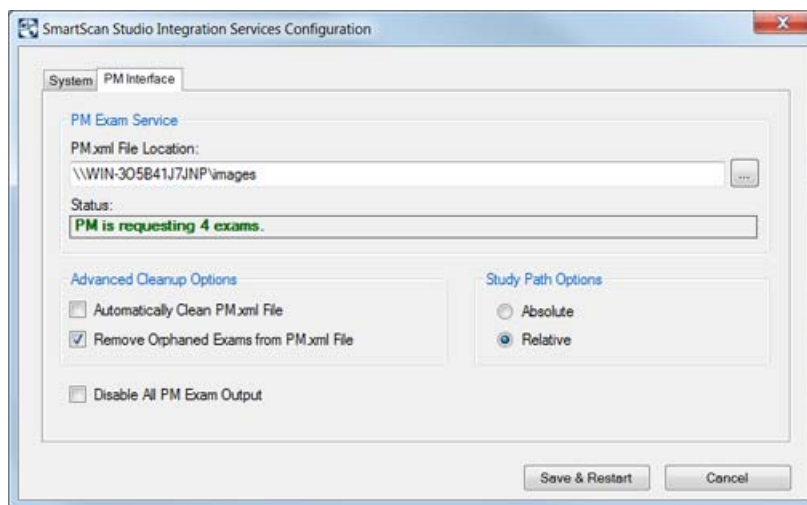 SmartScan Studio Integration Services Configuration
System PM Interface
PM Exam Service
PM.xml File Location:
\\WIN-3O5B41J7JNP\images
...
Status:
PM is requesting 4 exams.
Advanced Cleanup Options
Study Path Options
Automatically Clean PM.xml File
Absolute
Remove Orphaned Exams from PM.xml File
Relative
Disable All PM Exam Output
Save & Restart
Cancel